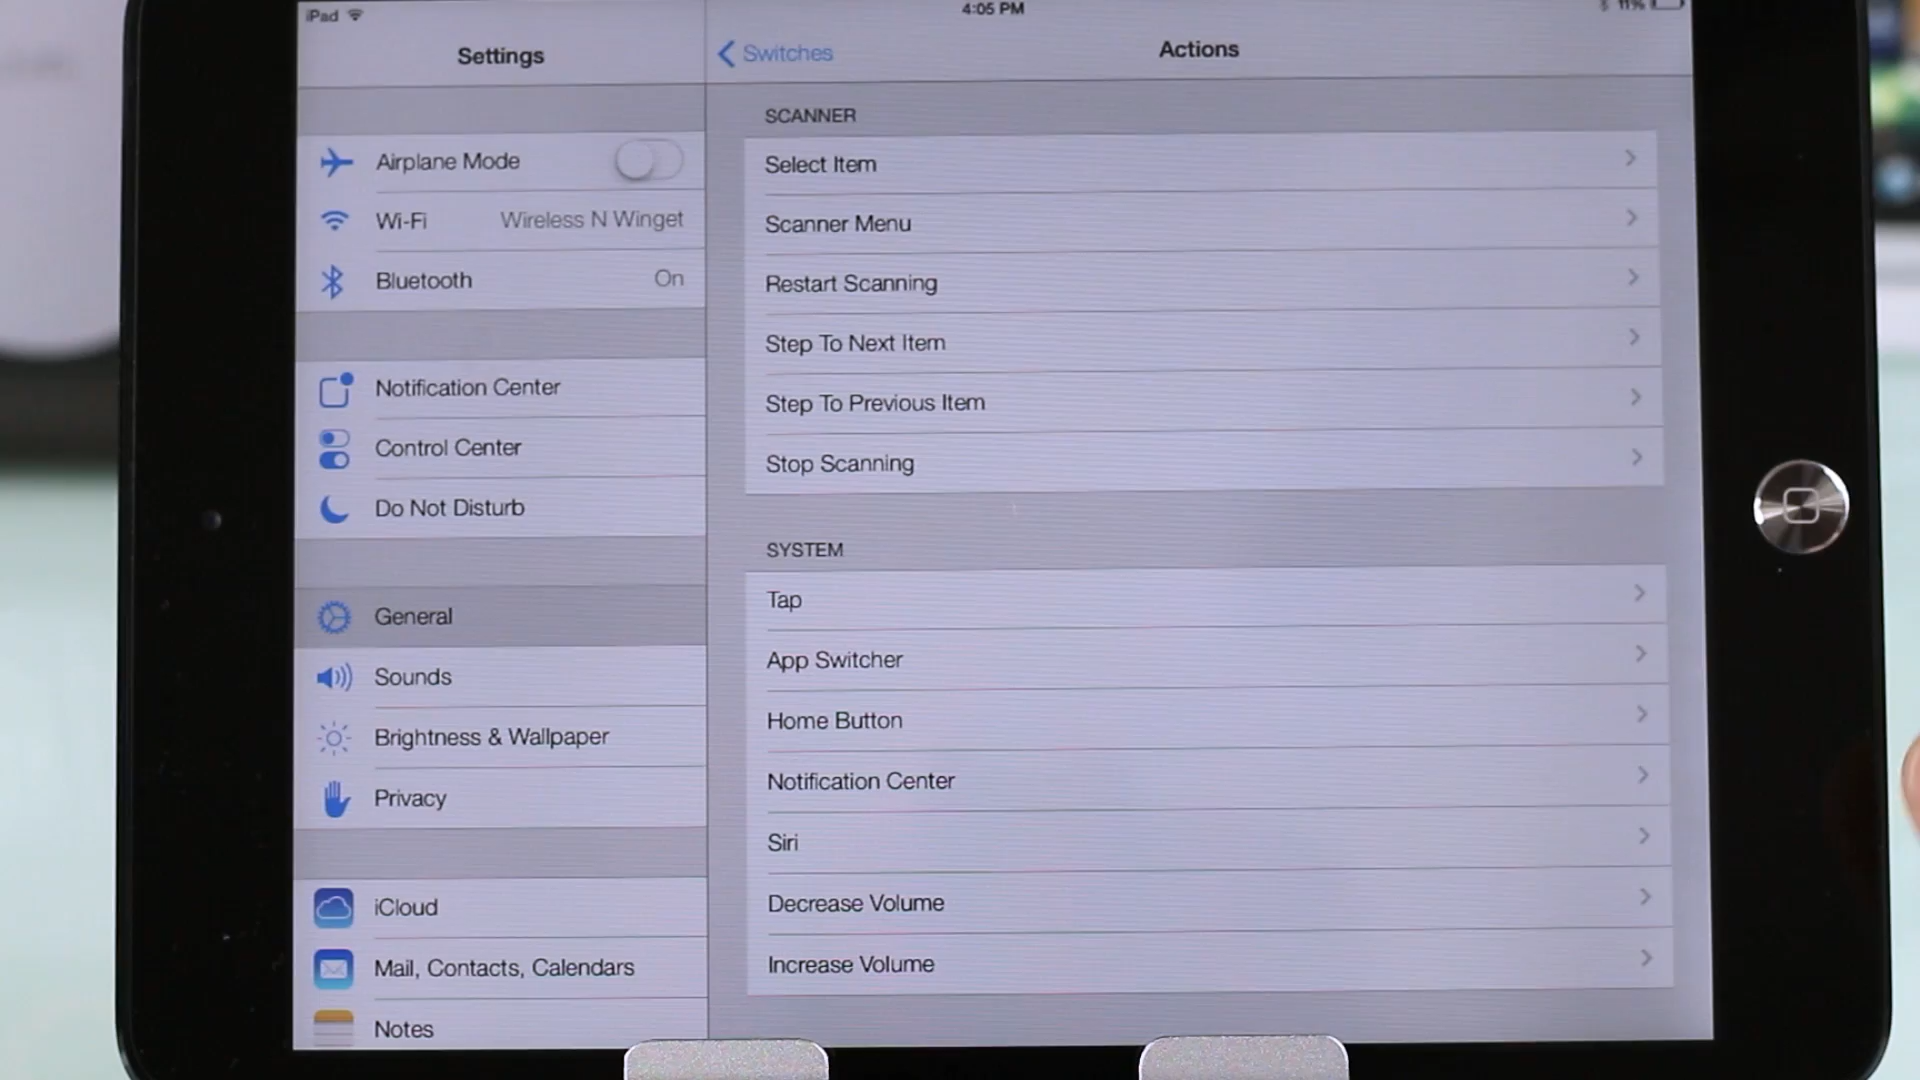 iPad
4:05 PM
11%
Settings
Airplane Mode
Wi-Fi Wireless N Winget
Bluetooth On
Notification Center
Control Center
Do Not Disturb
General
Sounds
Brightness & Wallpaper
Privacy
iCloud
Mail, Contacts, Calendars
Notes
Switches
Actions
SCANNER
Select Item
Scanner Menu
Restart Scanning
Step To Next Item
Step To Previous Item
Stop Scanning
SYSTEM
Tap
App Switcher
Home Button
Notification Center
Siri
Decrease Volume
Increase Volume